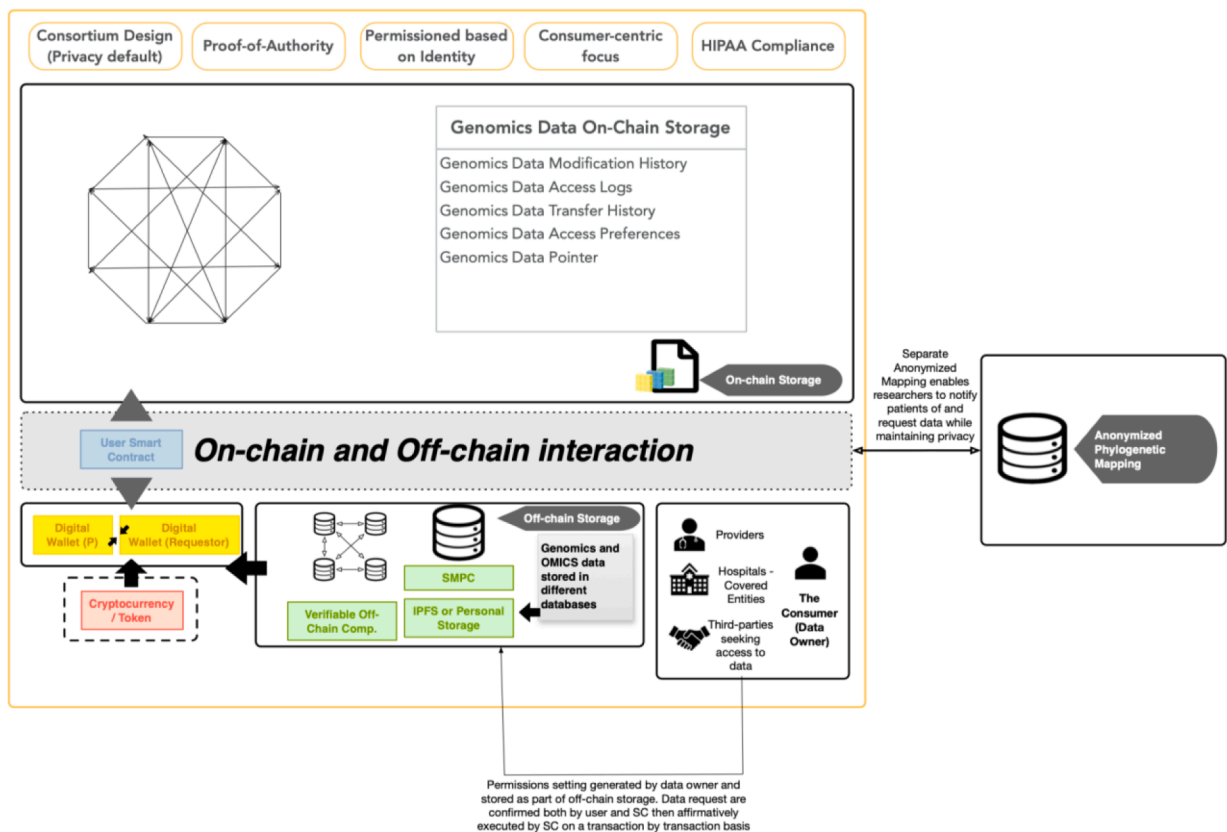 Consortium Design
(Privacy default)
Proof-of-Authority
Permissioned based
on Identity
Consumer-centric
focus
HIPAA Compliance
Genomics Data On-Chain Storage
Genomics Data Modification History
Genomics Data Access Logs
Genomics Data Transfer History
Genomics Data Access Preferences
Genomics Data Pointer
On-chain Storage
Separate
Anonymized
Mapping enables
researchers to notify
patients of and
request data while
maintaining privacy
Anonymized
Phylogenetic
Mapping
User Smart
Contract
On-chain and Off-chain interaction
Digital
Wallet (P)
Digital
Wallet (Requestor)
Cryptocurrency
/ Token
Off-chain Storage
Genomics and
OMICS data
stored in
different
databases
SMPC
IPFS or Personal
Storage
Verifiable Off-
Chain Comp.
Providers
Hospitals -
Covered
Entities
Third-parties
seeking
access to
data
The
Consumer
(Data
Owner)
Permissions setting generated by data owner and
stored as part of off-chain storage. Data request are
confirmed both by user and SC then affirmatively
executed by SC on a transaction by transaction basis